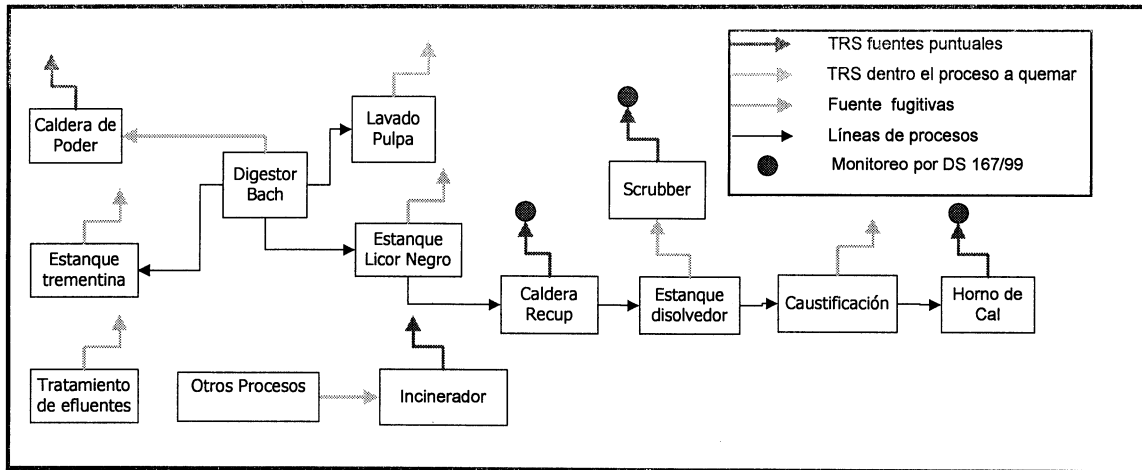 TRS fuentes puntuales
TRS dentro el proceso a quemar
Fuente fugitivas
Líneas de procesos
Monitoreo por DS 167/99
Caldera de
Poder
Lavado
Pulpa
Digestor
Bach
Scrubber
Estanque
trementina
Estanque
Licor Negro
Caldera
Recup
Estanque
disolvedor
Caustificación
Horno de
Cal
Tratamiento
de efluentes
Otros Procesos
Incinerador